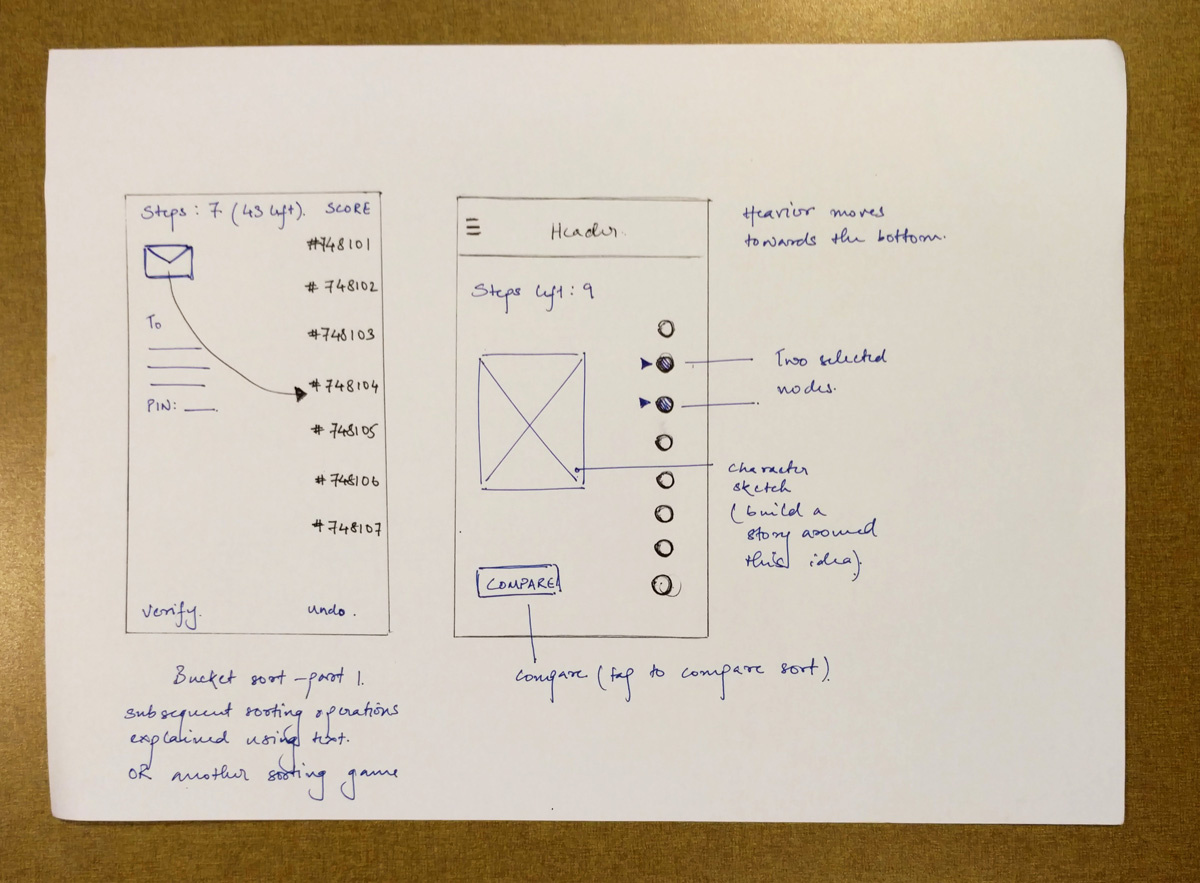 Steps: 7 (43 left). SCORE
#748101
#748102
#748103
#748104
#748105
#748106
#748107
To
PIN:
Verify.
Undo.
Bucket sort - part 1.
subsequent sorting operations
explained using text.
OR another sorting game
Header.
Steps left: 9
COMPARE
Compare (tap to compare sort).
Heavior moves
towards the bottom.
Two selected
nodes.
character
sketch
(build a
story around
this idea)